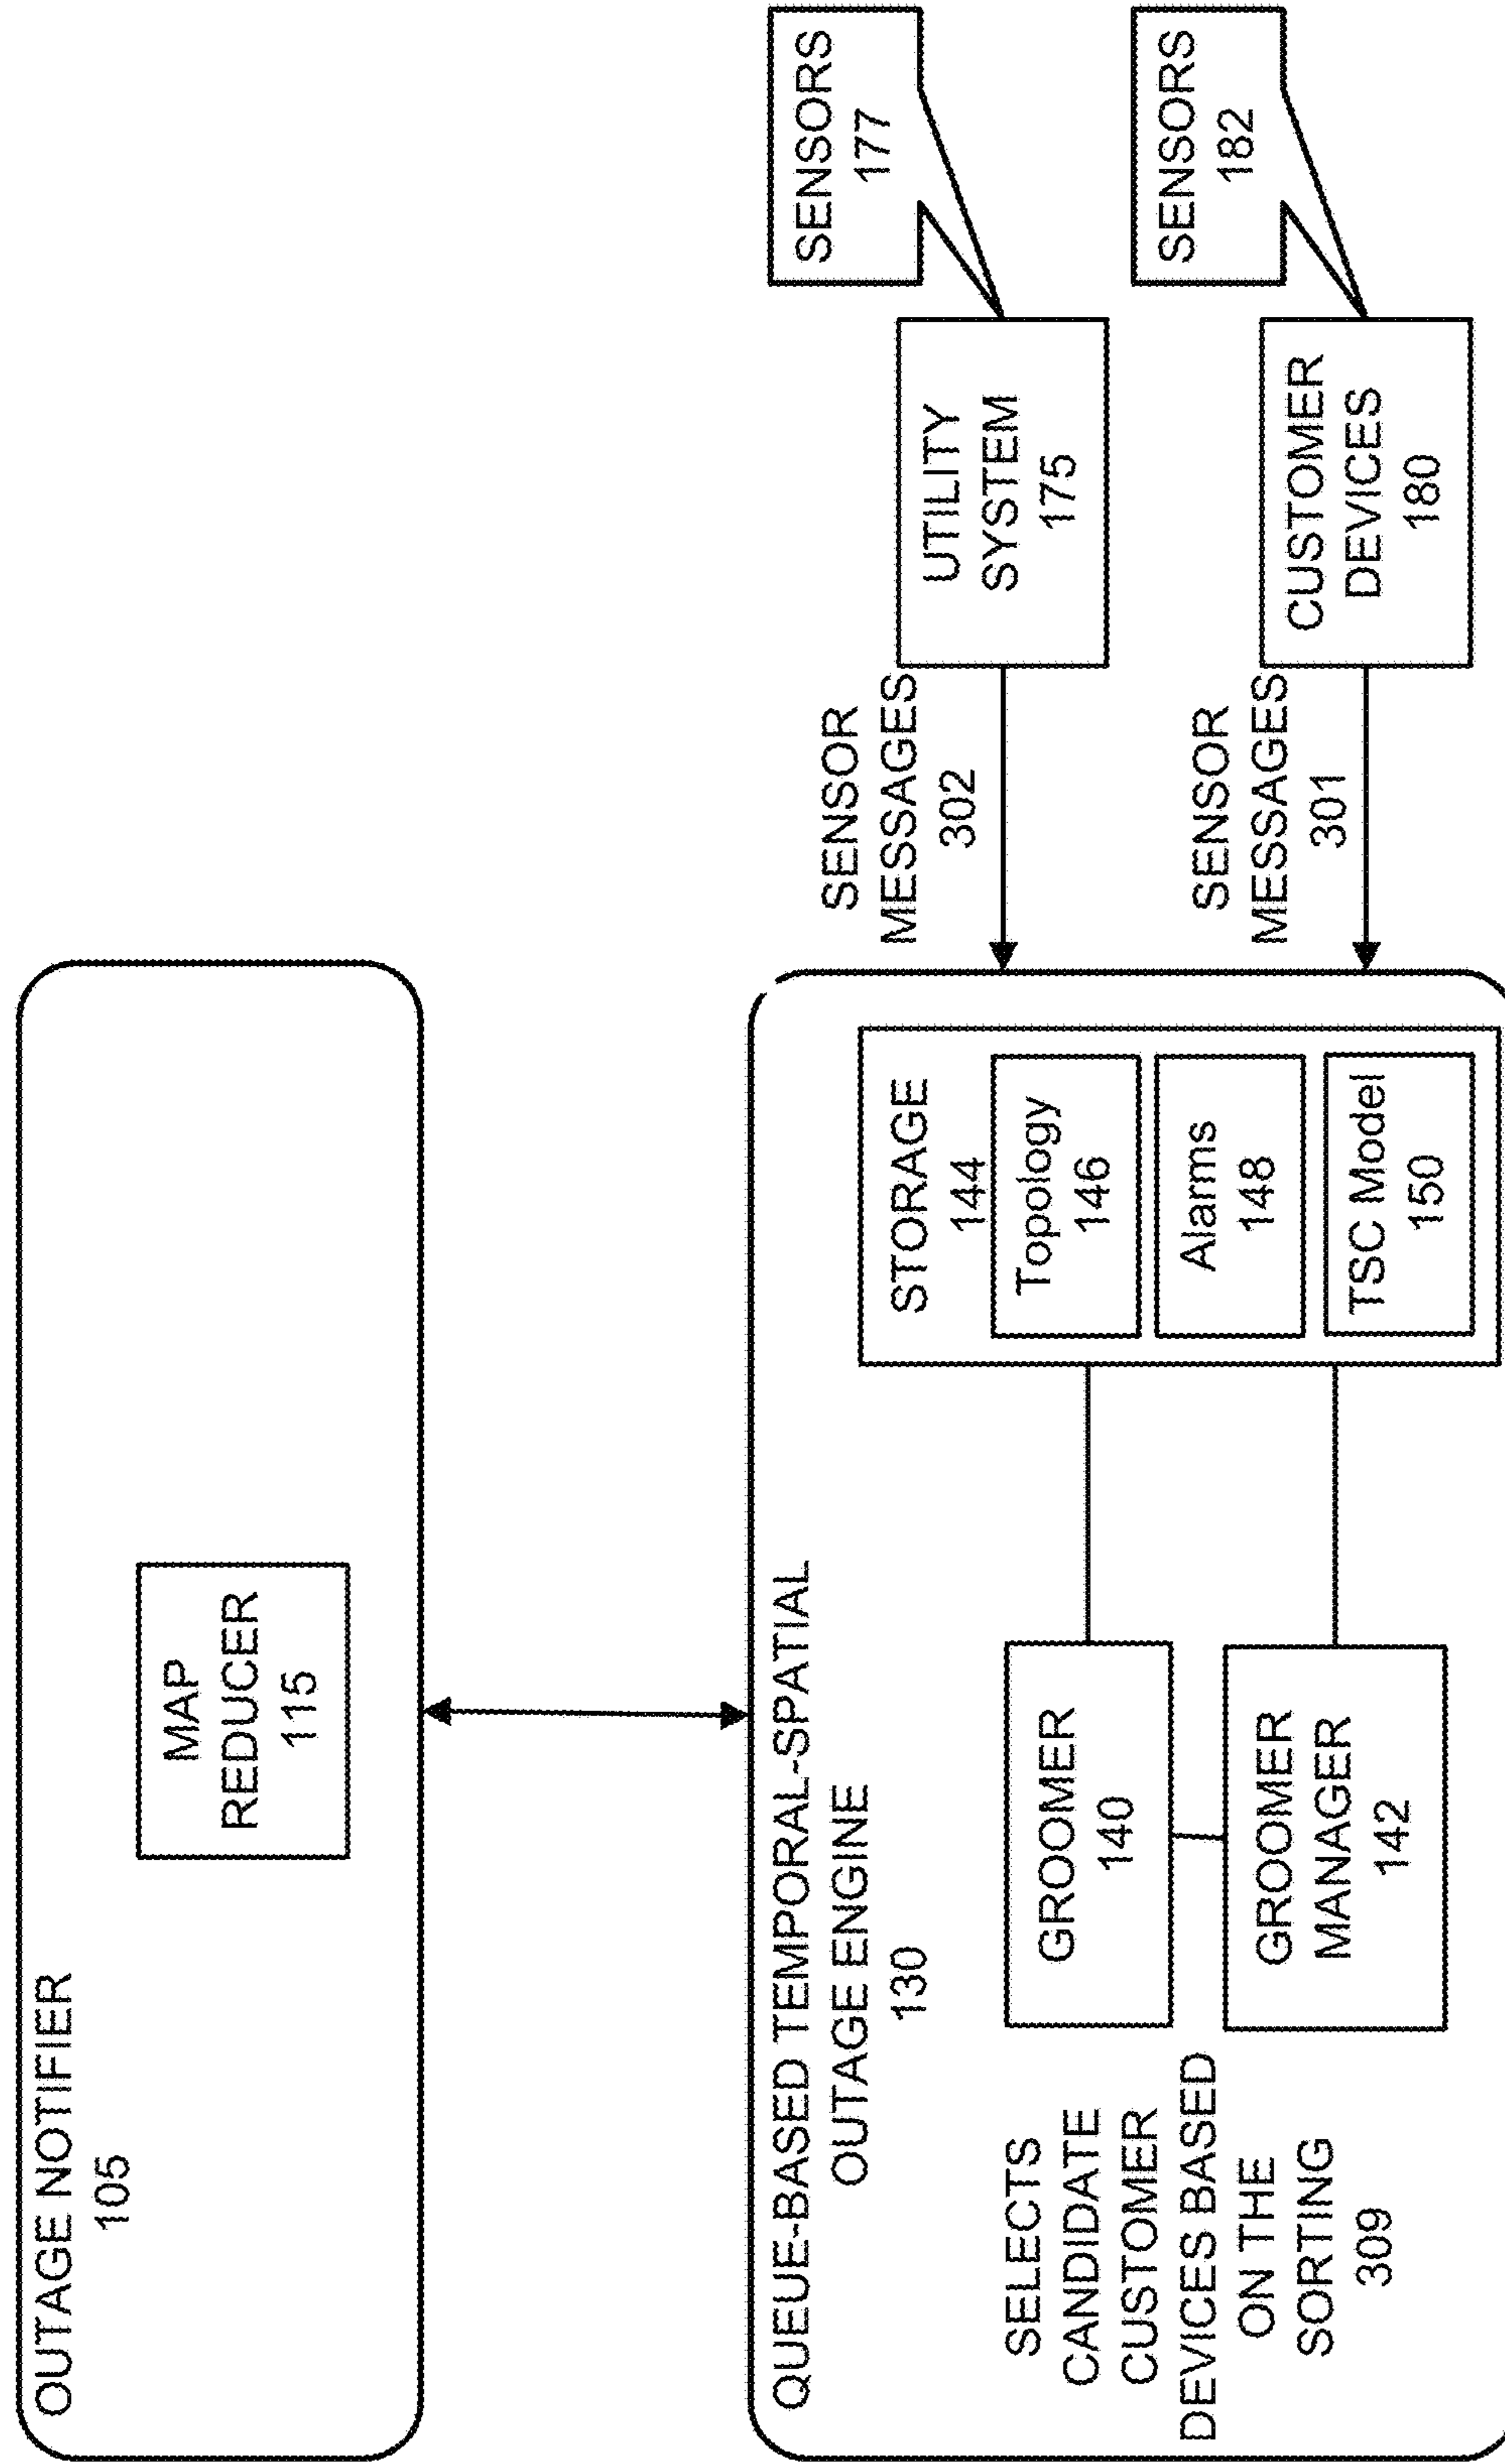 OUTAGE NOTIFIER
105
MAP
REDUCER
115
QUEUE-BASED TEMPORAL-SPATIAL
OUTAGE ENGINE
130
SELECTS
CANDIDATE
CUSTOMER
DEVICES BASED
ON THE
SORTING
309
GROOMER
140
GROOMER
MANAGER
142
STORAGE
144
Topology
146
Alarms
148
TSC Model
150
SENSOR
MESSAGES
302
SENSOR
MESSAGES
301
UTILITY
SYSTEM
175
CUSTOMER
DEVICES
180
SENSORS
177
SENSORS
182